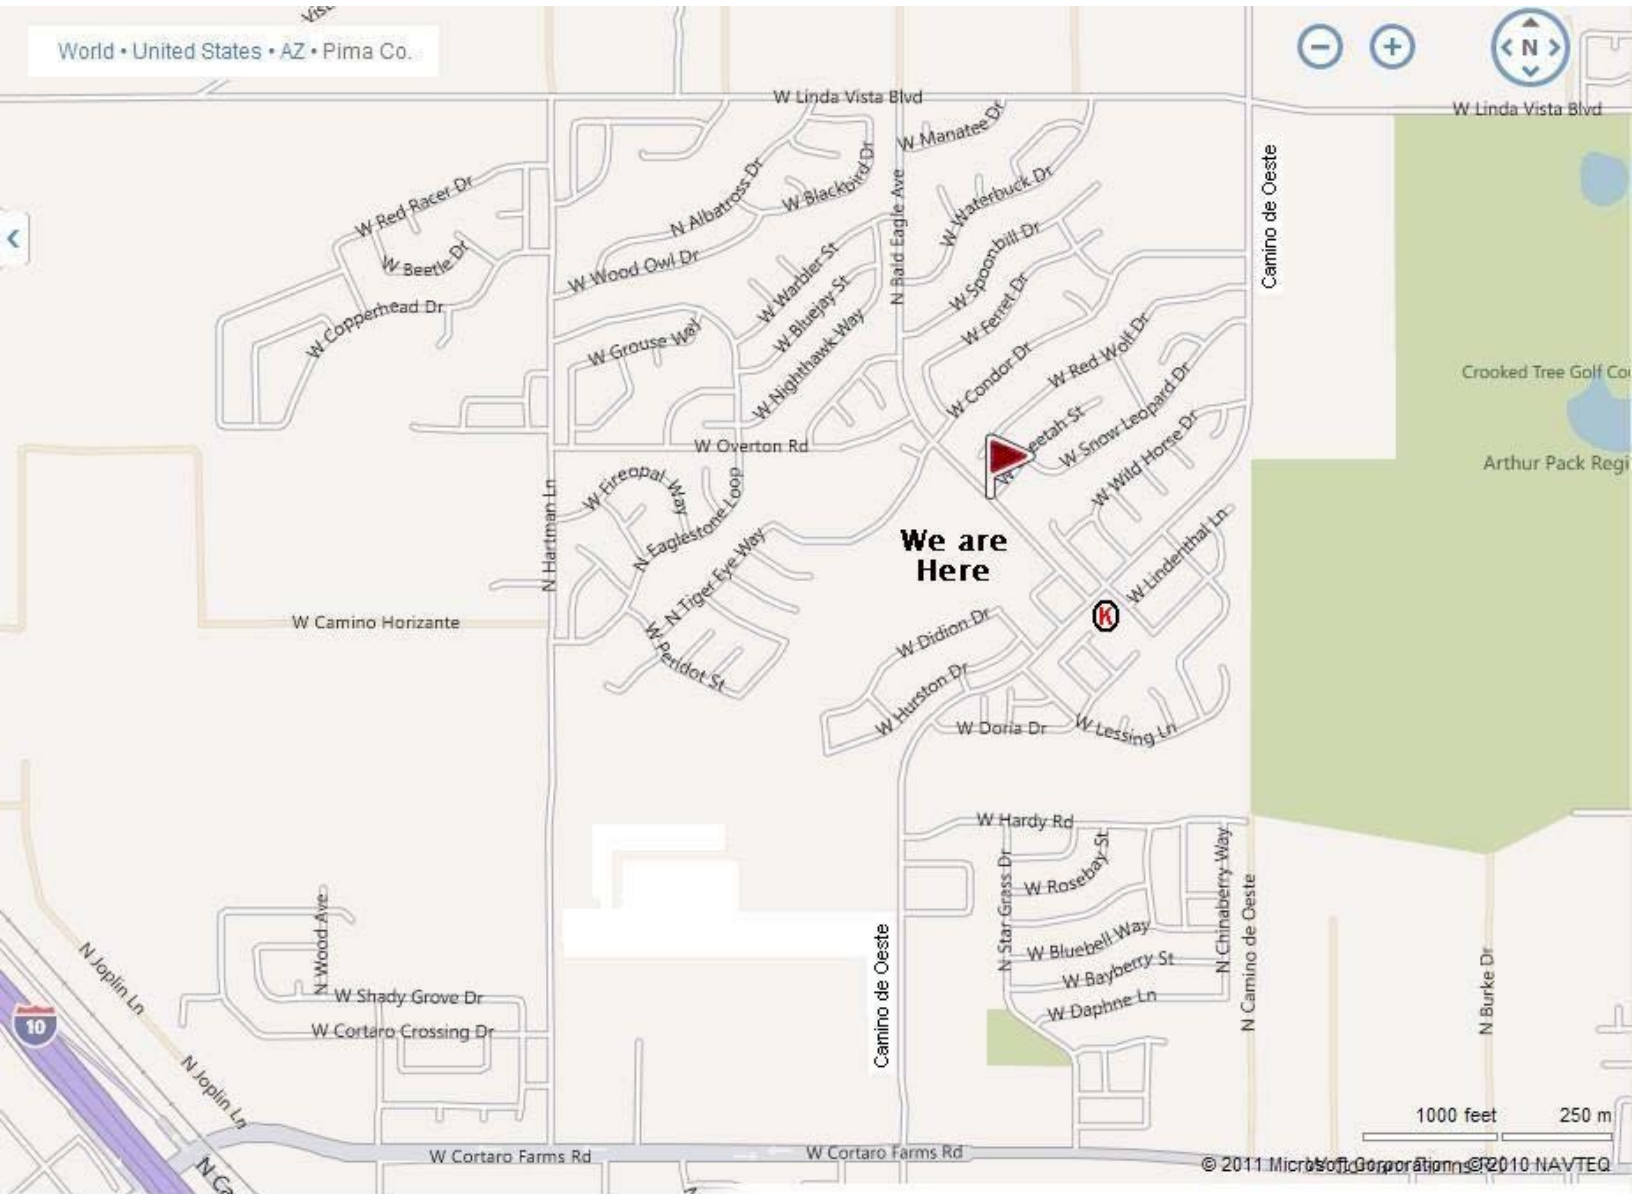 World • United States • AZ • Pima Co.
N
W Linda Vista Blvd
W Linda Vista Blvd
W Manatee Dr
W Blackbird Dr
N Albatross Dr
N Bald Eagle Ave
W Waterbuck Dr
Camino de Oeste
W Red Racer Dr
W Beetle Dr
W Wood Owl Dr
W Warbler St
W Spoonbill Dr
W Copperhead Dr
W Bluejay St
W Ferret Dr
W Grouse Way
W Nighthawk Way
W Condor Dr
W Red Wolf Dr
Crooked Tree Golf Co
W Snow Leopard Dr
eetah St
W Wild Horse Dr
W Overton Rd
Arthur Pack Regi
W Fireopal Way
N Eaglestone Loop
N Hartman Ln
N Tiger Eye Way
We are
Here
W Lindenthal Ln
K
W Camino Horizante
W Didion Dr
W Peridot St
W Hurston Dr
W Doria Dr
W Lessing Ln
W Hardy Rd
N Star Grass Dr
W Rosebay St
N Chinaberry Way
N Camino de Oeste
N Wood Ave
Camino de Oeste
W Bluebell Way
W Bayberry St
W Daphne Ln
N Burke Dr
N Joplin Ln
W Shady Grove Dr
W Cortaro Crossing Dr
10
N Joplin Ln
1000 feet 250 m
W Cortaro Farms Rd
W Cortaro Farms Rd
© 2011 Microsoft Corporation © 2010 NAVTEQ